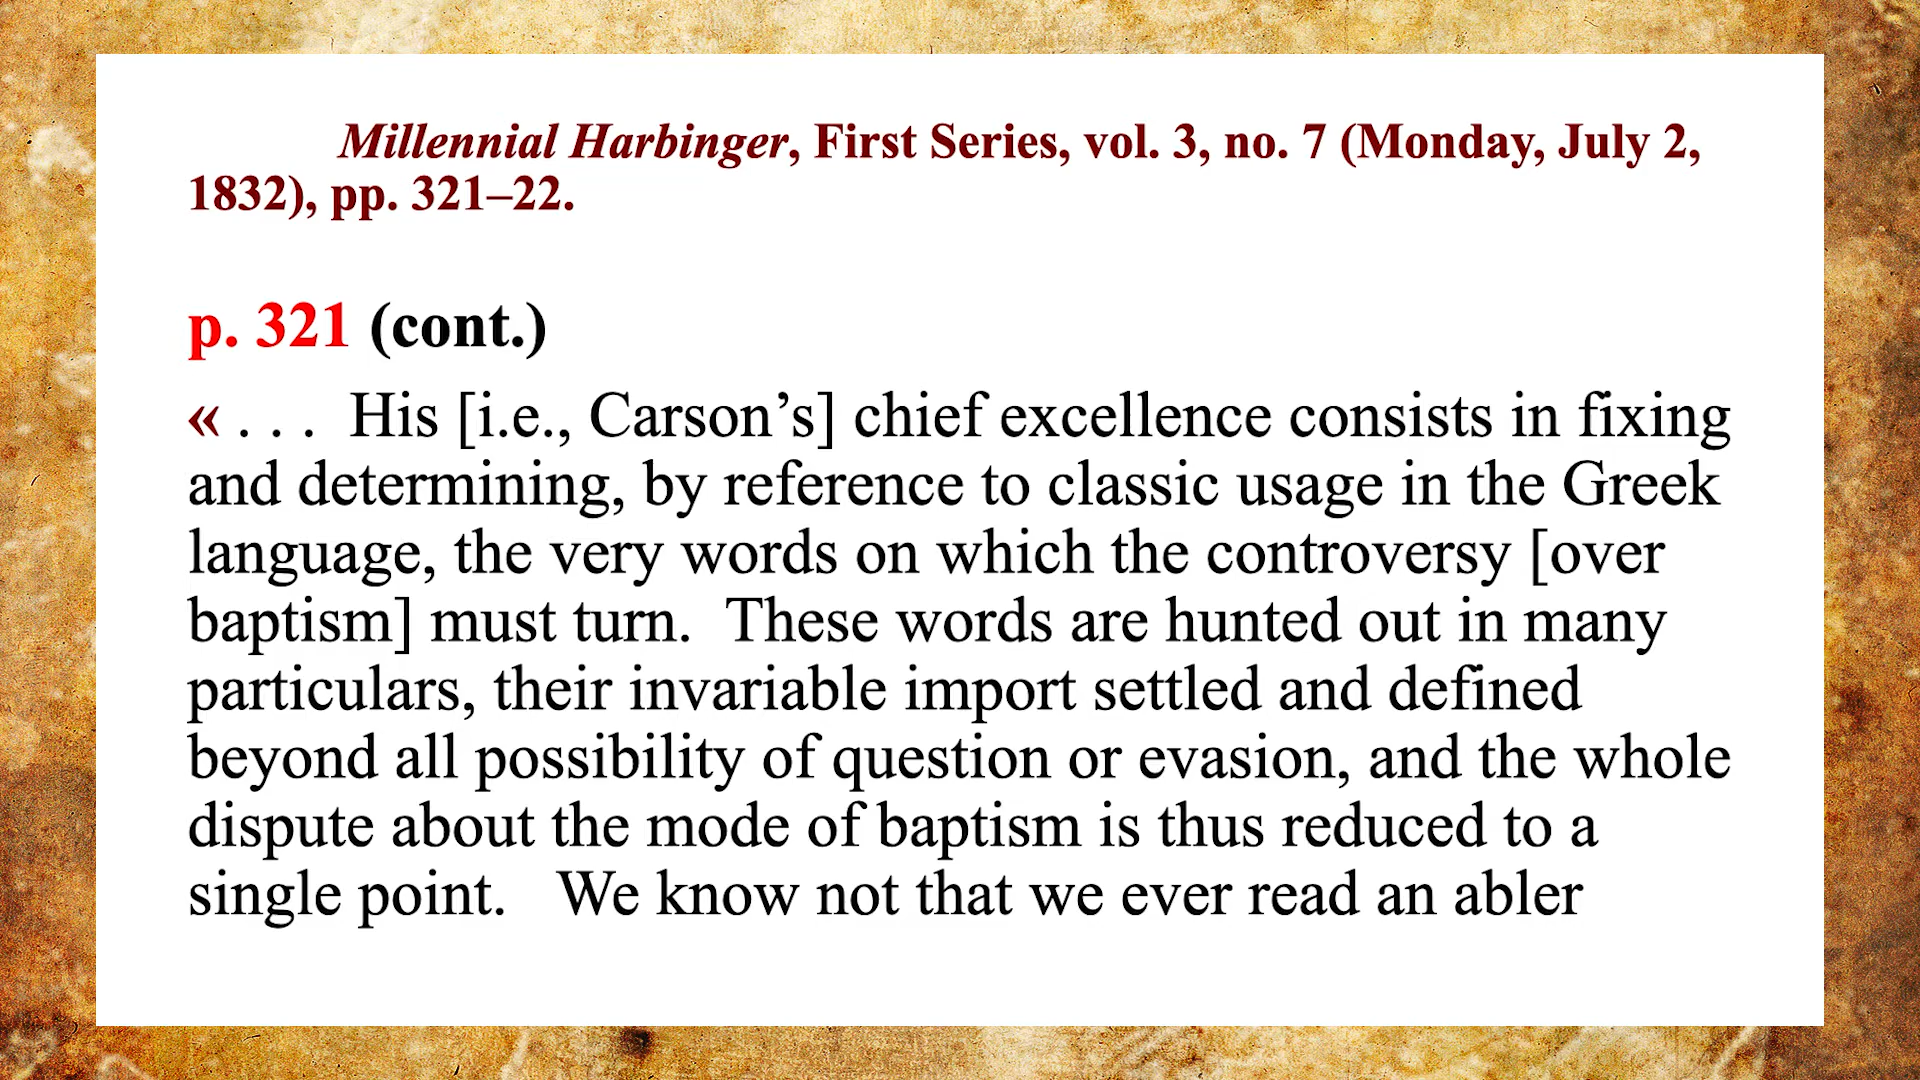 Millennial Harbinger, First Series, vol. 3, no. 7 (Monday, July 2,
1832), pp. 321–22.
p. 321 (cont.)
« . . .  His [i.e., Carson’s] chief excellence consists in fixing
and determining, by reference to classic usage in the Greek
language, the very words on which the controversy [over
baptism] must turn.  These words are hunted out in many
particulars, their invariable import settled and defined
beyond all possibility of question or evasion, and the whole
dispute about the mode of baptism is thus reduced to a
single point.   We know not that we ever read an abler